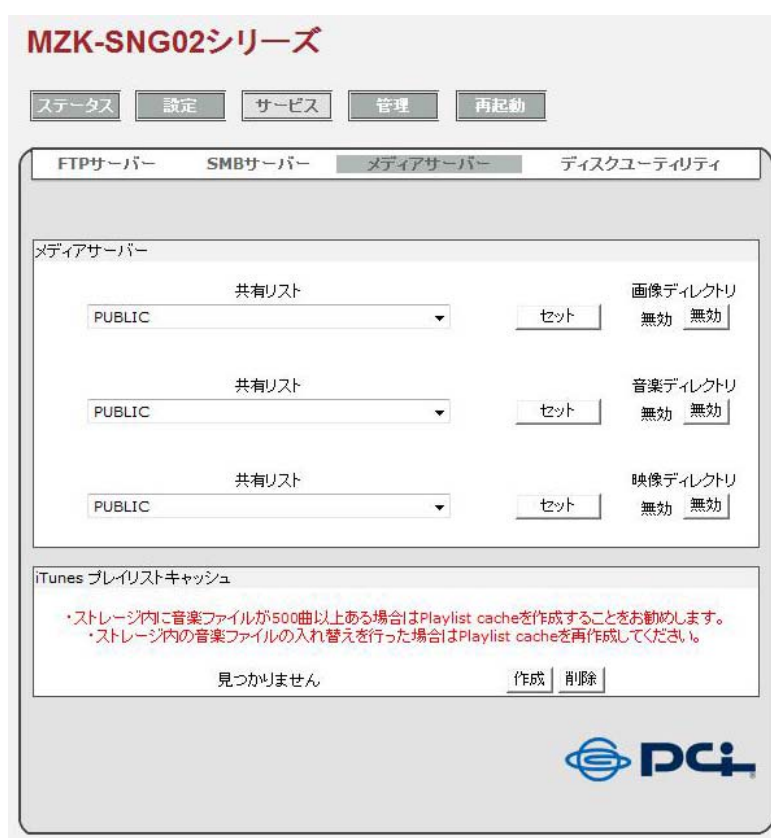 MZK-SNG02シリーズ
ステータス 設定 サービス 管理 再起動
FTPサーバー SMBサーバー メディアサーバー ディスクユーティリティ
メディアサーバー
共有リスト 画像ディレクトリ
PUBLIC セット 無効 無効
共有リスト 音楽ディレクトリ
PUBLIC セット 無効 無効
共有リスト 映像ディレクトリ
PUBLIC セット 無効 無効
iTunes プレイリストキャッシュ
・ストレージ内に音楽ファイルが500曲以上ある場合はPlaylist cacheを作成することをお勧めします。
・ストレージ内の音楽ファイルの入れ替えを行った場合はPlaylist cacheを再作成してください。
見つかりません 作成 削除
PCi